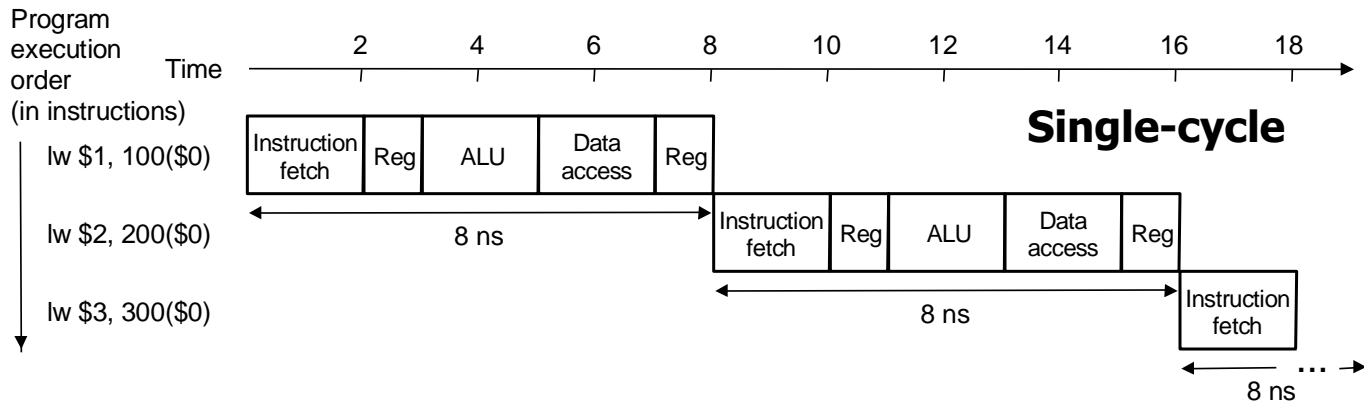 Program
execution
order
(in instructions)
Time
2 4 6 8 10 12 14 16 18
Single-cycle
lw $1, 100($0)
Instruction
fetch
Reg
ALU
Data
access
Reg
8 ns
lw $2, 200($0)
Instruction
fetch
Reg
ALU
Data
access
Reg
8 ns
lw $3, 300($0)
Instruction
fetch
...
8 ns